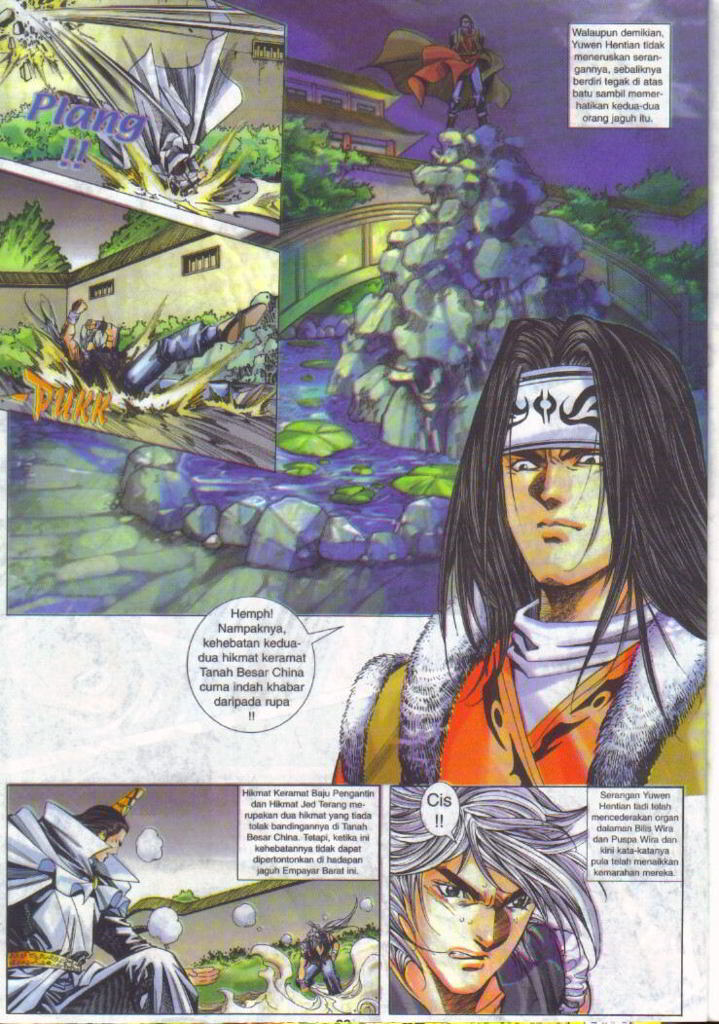 Plang
!!
Walaupun demikian,
Yuwen Hentian tidak
meneruskan seran-
gannya, sebaliknya
berdiri tegak di atas
batu sambil memer-
hatikan kedua-dua
orang jaguh itu.
DUKK
Hemph!
Nampaknya,
kehebatan kedua-
dua hikmat keramat
Tanah Besar China
cuma indah khabar
daripada rupa
!!
Hikmat Keramat Baju Pengantin
dan Hikmat Jed Terang me-
rupakan dua hikmat yang tiada
tolak bandingannya di Tanah
Besar China. Tetapi, ketika ini
kehebatannya tidak dapat
dipertontonkan di hadapan
jaguh Empayar Barat ini.
Cis
!!
Serangan Yuwen
Hentian tadi telah
mencederakan organ
dalaman Bilis Wira
dan Puspa Wira dan
kini kata-katanya
pula telah menaikkan
kemarahan mereka.